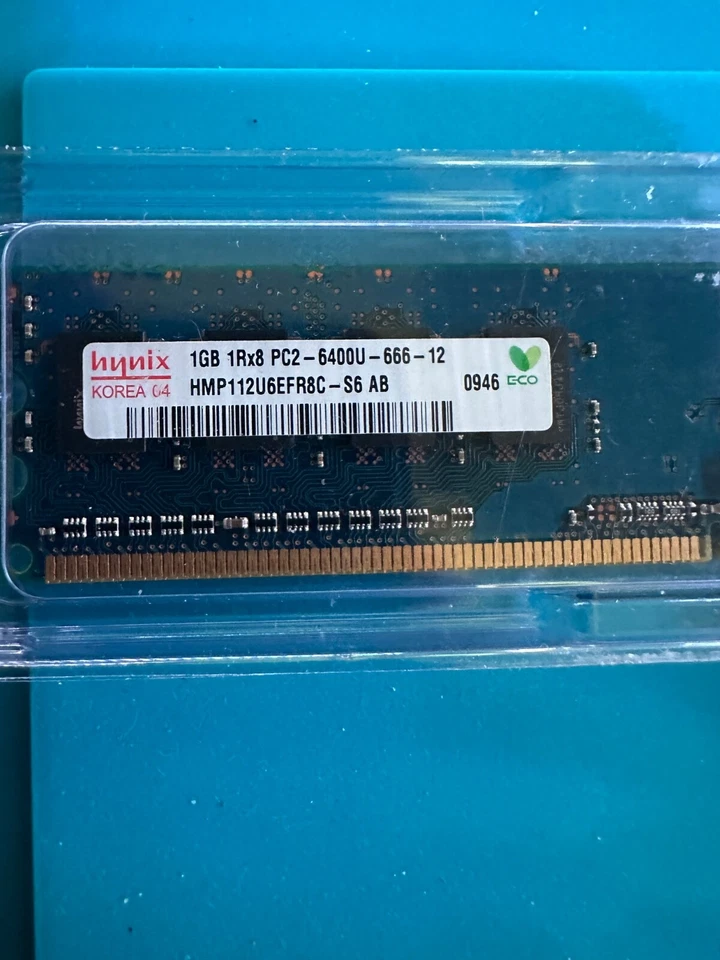 hynix
KOREA 04
1GB 1Rx8 PC2-6400U-666-12
HMP112U6EFR8C-S6 AB
0946
ECO